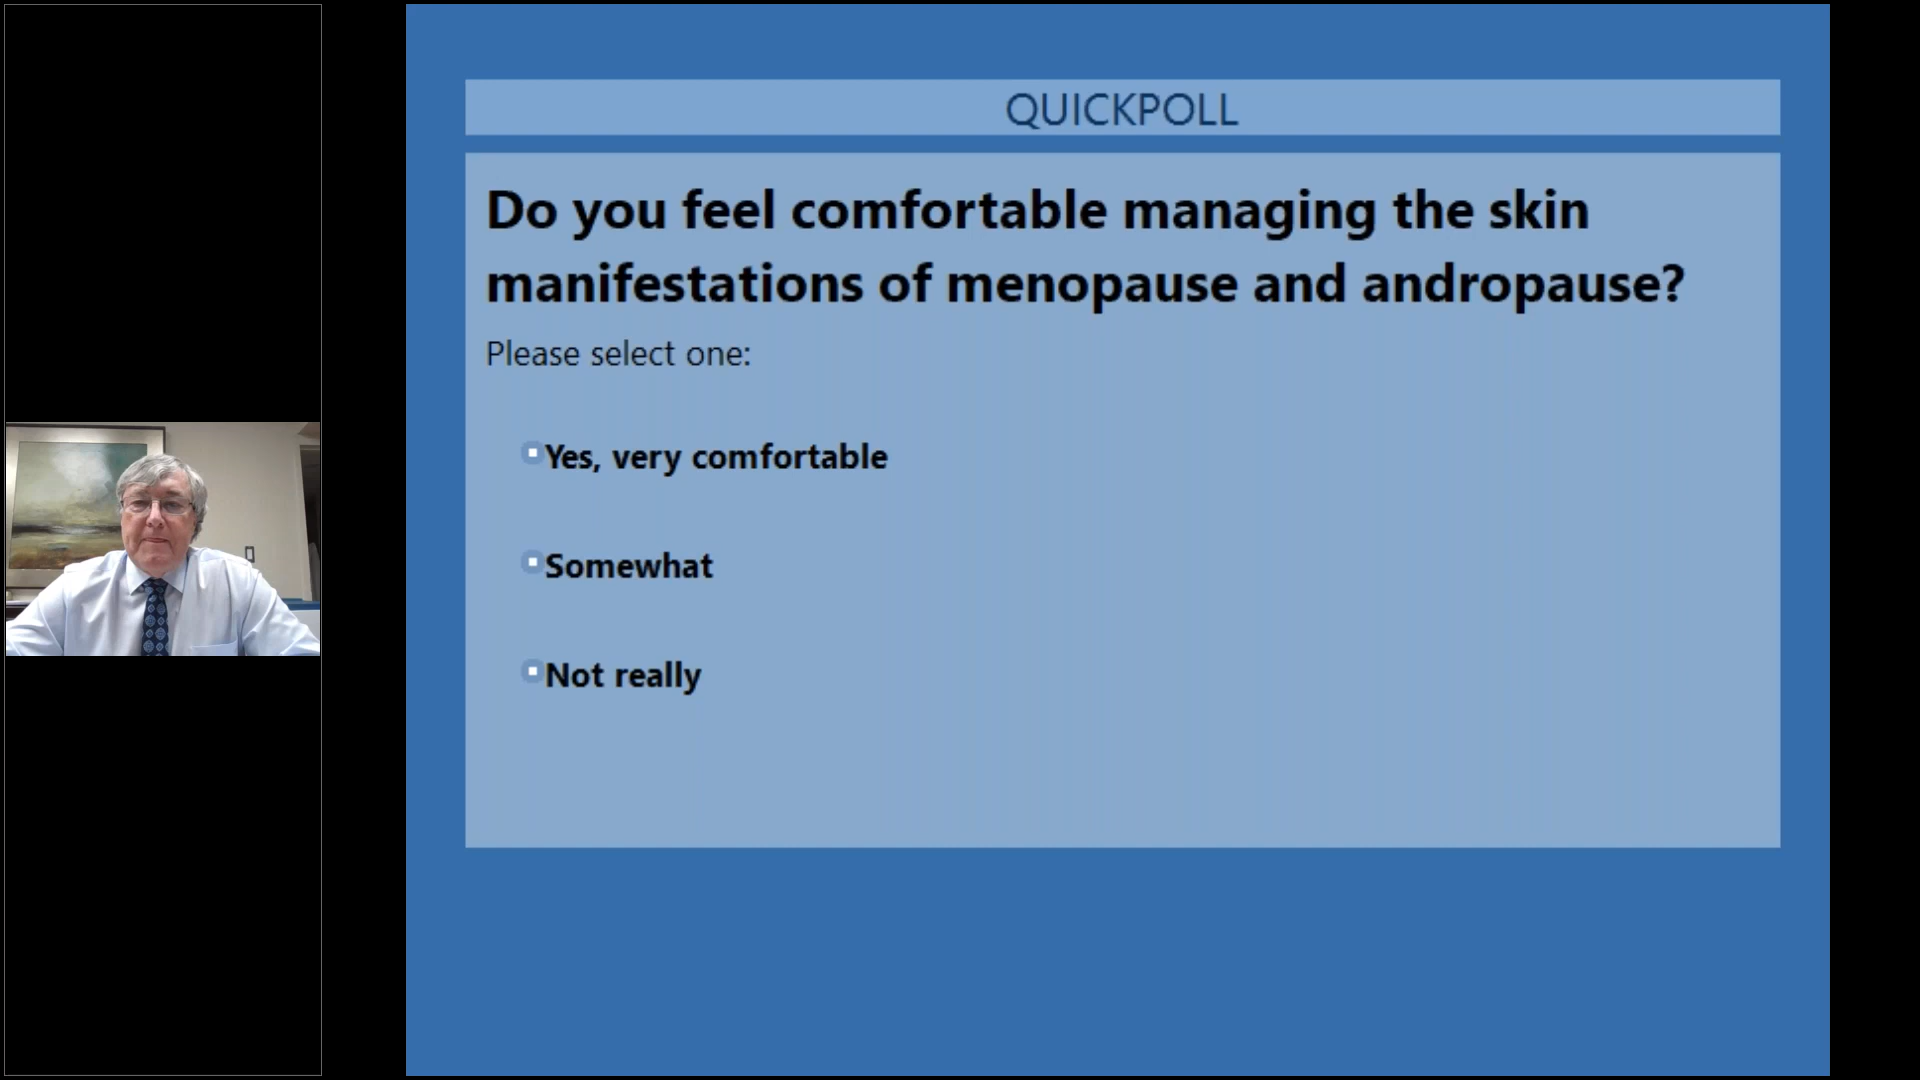 QUICKPOLL
Do you feel comfortable managing the skin
manifestations of menopause and andropause?
Please select one:
Yes, very comfortable
Somewhat
Not really